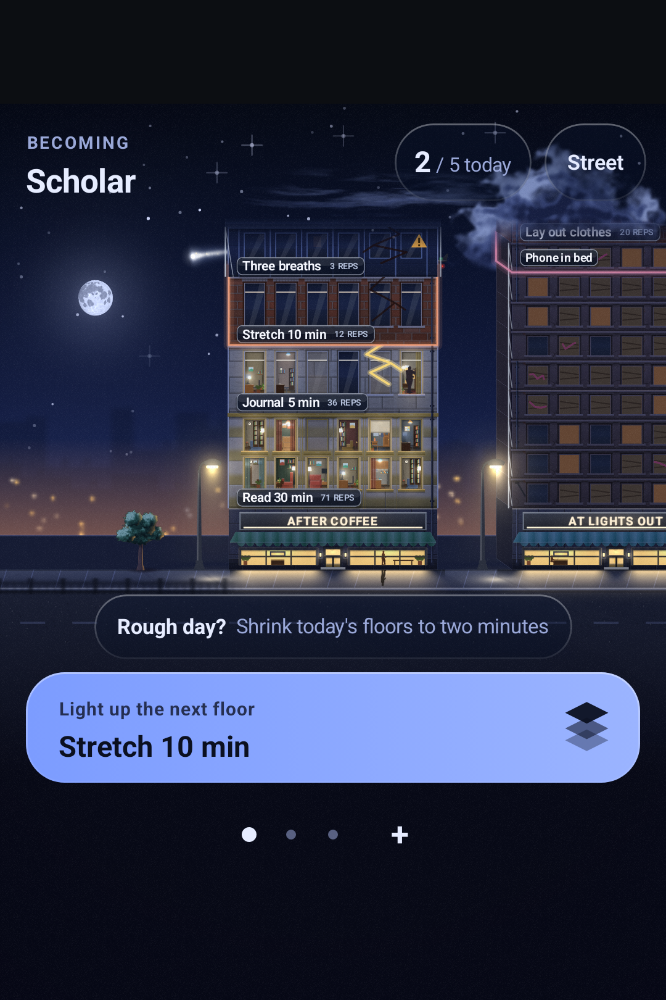 BECOMING
Scholar
2 / 5 today
Street
Lay out clothes 20 REPS
Phone in bed
Three breaths 3 REPS
Stretch 10 min 12 REPS
Journal 5 min 36 REPS
Read 30 min 71 REPS
AFTER COFFEE
AT LIGHTS OUT
Rough day? Shrink today's floors to two minutes
Light up the next floor
Stretch 10 min